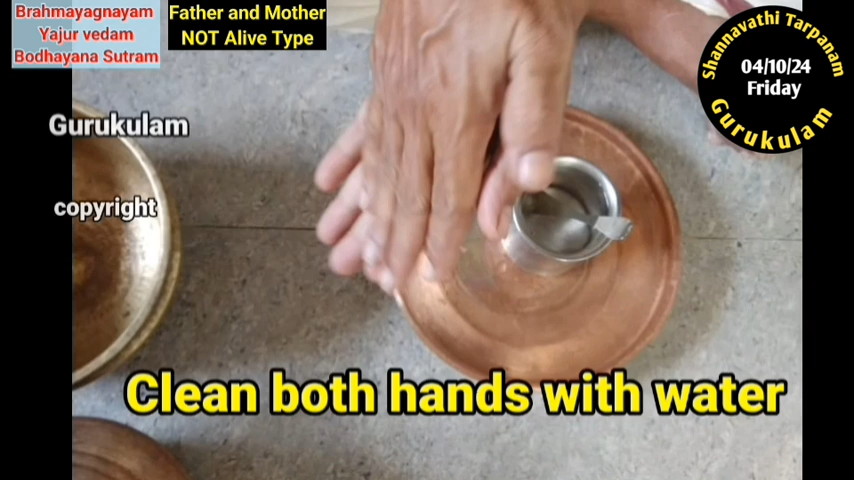 Brahmayagnayam
Yajur vedam
Bodhayana Sutram
Father and Mother
NOT Alive Type
Shannavathi Tarpanam
04/10/24
Friday
Gurukulam
Gurukulam
copyright
Clean both hands with water